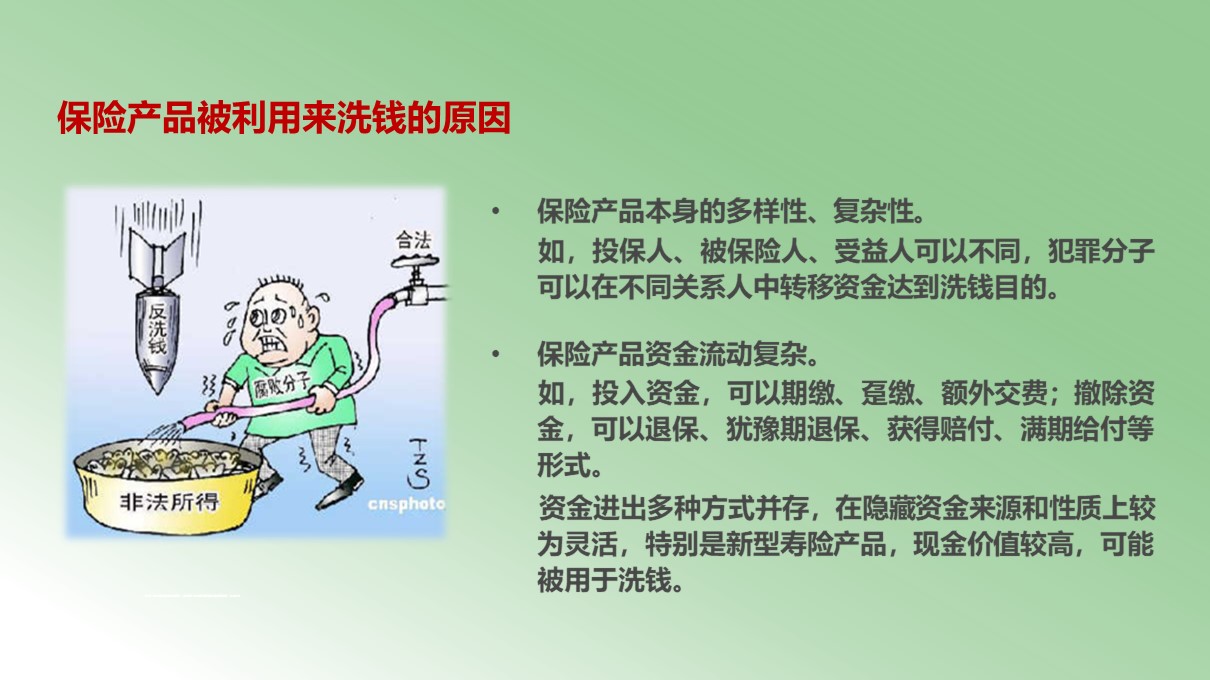 保险产品被利用来洗钱的原因
合法
反洗钱
腐败分子
非法所得
TZS
cnsphoto
• 保险产品本身的多样性、复杂性。
如，投保人、被保险人、受益人可以不同，犯罪分子
可以在不同关系人中转移资金达到洗钱目的。
• 保险产品资金流动复杂。
如，投入资金，可以期缴、趸缴、额外交费；撤除资
金，可以退保、犹豫期退保、获得赔付、满期给付等
形式。
资金进出多种方式并存，在隐藏资金来源和性质上较
为灵活，特别是新型寿险产品，现金价值较高，可能
被用于洗钱。